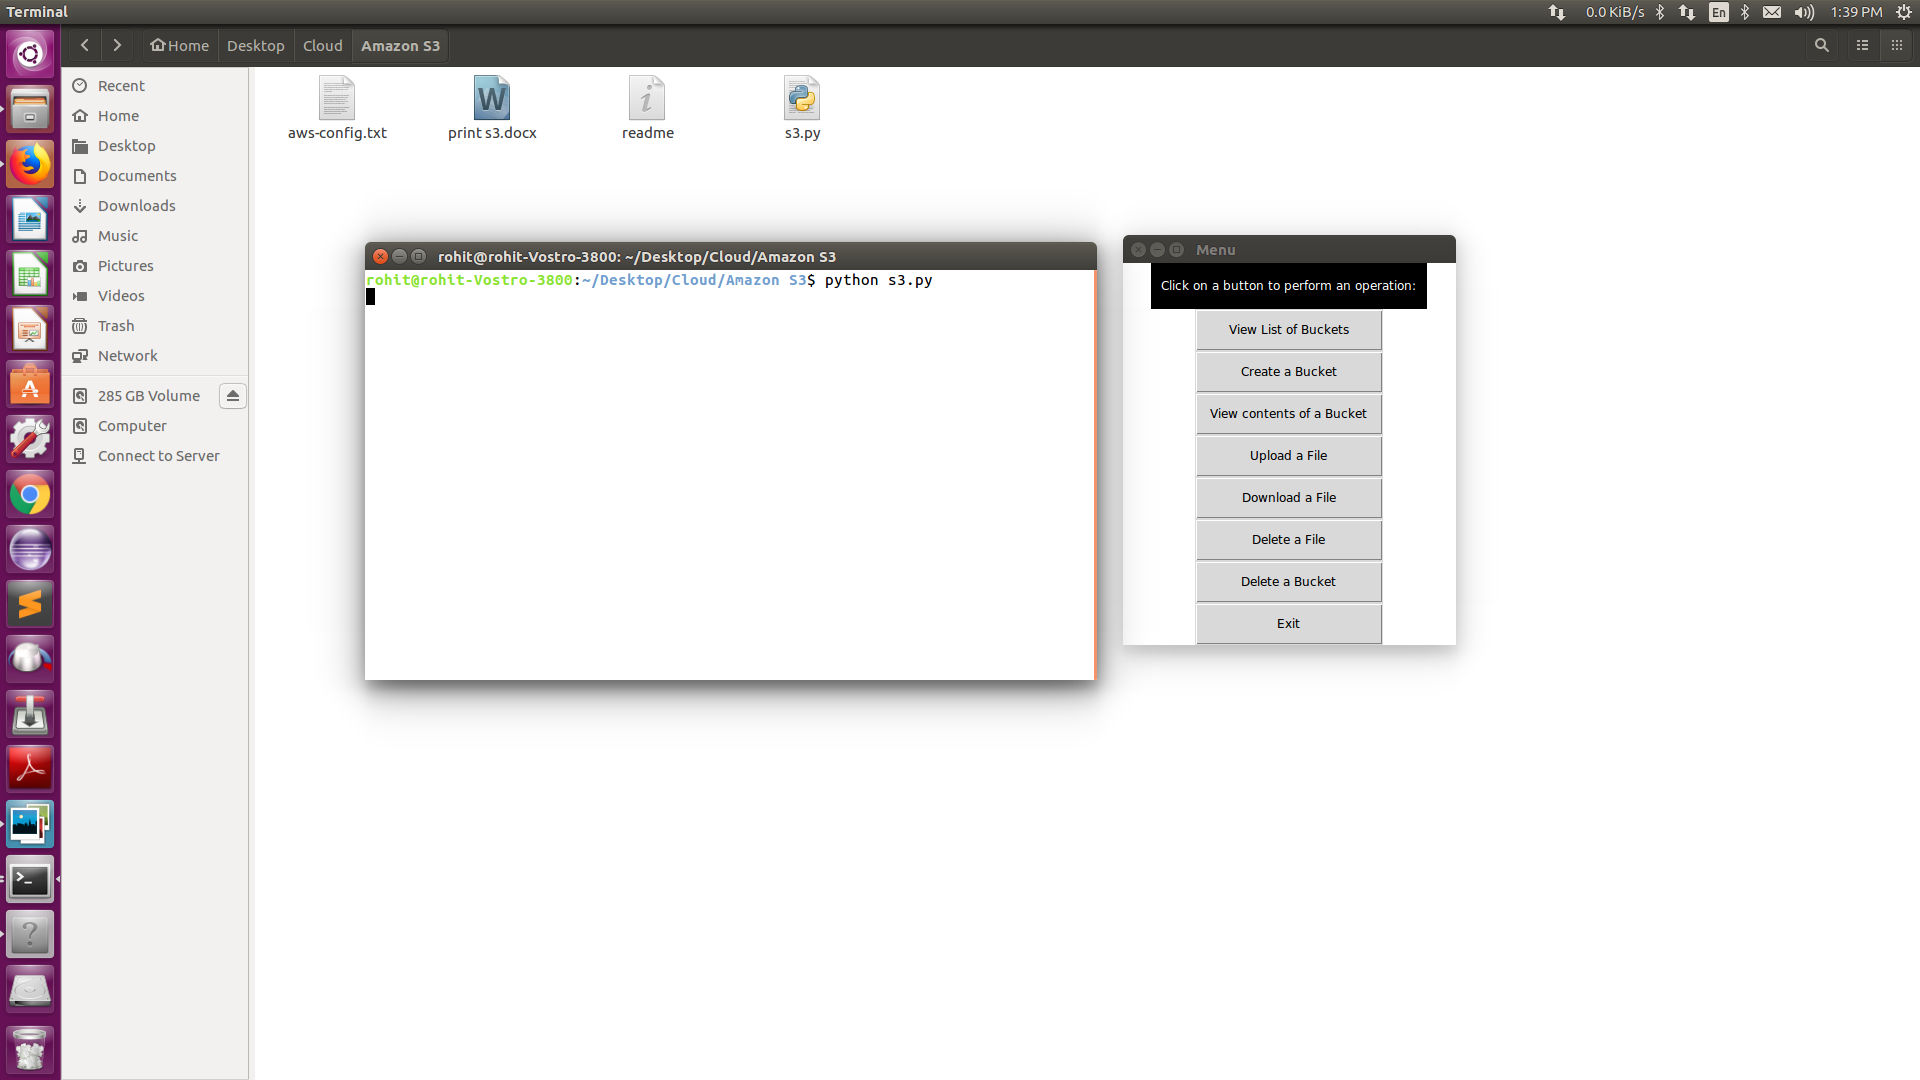 Terminal
0.0 KiB/s
En
1:39 PM
Home
Desktop
Cloud
Amazon S3
Recent
Home
Desktop
Documents
Downloads
Music
Pictures
Videos
Trash
Network
285 GB Volume
Computer
Connect to Server
aws-config.txt
print s3.docx
readme
s3.py
rohit@rohit-Vostro-3800: ~/Desktop/Cloud/Amazon S3
rohit@rohit-Vostro-3800:~/Desktop/Cloud/Amazon S3$ python s3.py
Menu
Click on a button to perform an operation:
View List of Buckets
Create a Bucket
View contents of a Bucket
Upload a File
Download a File
Delete a File
Delete a Bucket
Exit